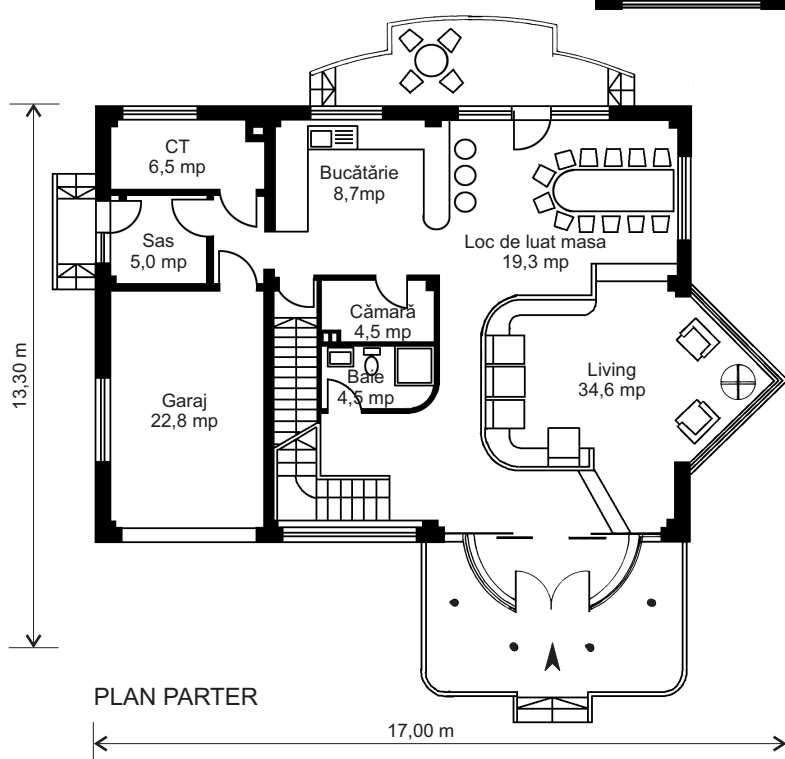 CT
6,5 mp
Bucătărie
8,7mp
Sas
5,0 mp
Loc de luat masa
19,3 mp
Cămară
4,5 mp
Living
34,6 mp
Baie
4,5 mp
Garaj
22,8 mp
13,30 m
PLAN PARTER
17,00 m